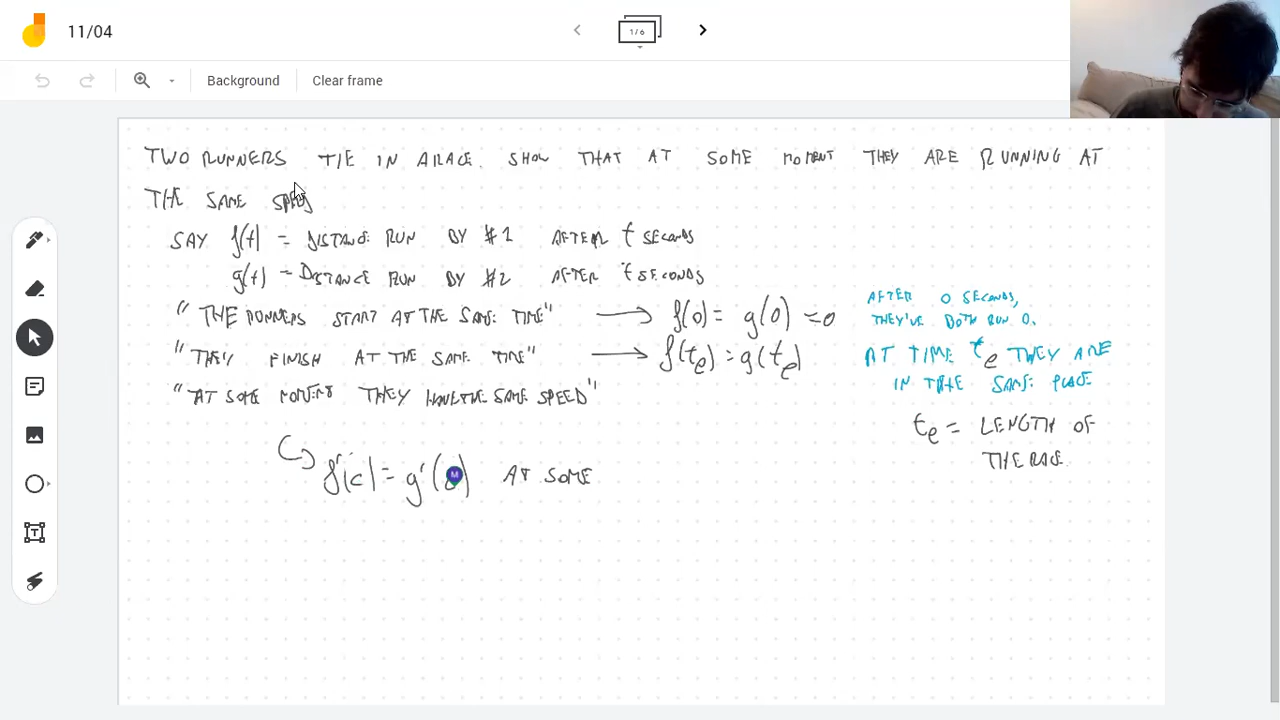 11/04
1/6
Background
Clear frame
TWO RUNNERS TIE IN A RACE. SHOW THAT AT SOME MOMENT THEY ARE RUNNING AT
THE SAME SPEED
SAY f(t) = DISTANCE RUN BY #1 AFTER t SECONDS
g(t) = DISTANCE RUN BY #2 AFTER t SECONDS
"THE RUNNERS START AT THE SAME TIME" → f(0) = g(0) = 0
AFTER 0 SECONDS,
THEY'VE BOTH RUN 0.
"THEY FINISH AT THE SAME TIME" → f(te) = g(te)
AT TIME te THEY ARE
IN THE SAME PLACE
"AT SOME MOMENT THEY HAVE THE SAME SPEED"
te = LENGTH OF
THE RACE.
f'(c) = g'( ) AT SOME
M